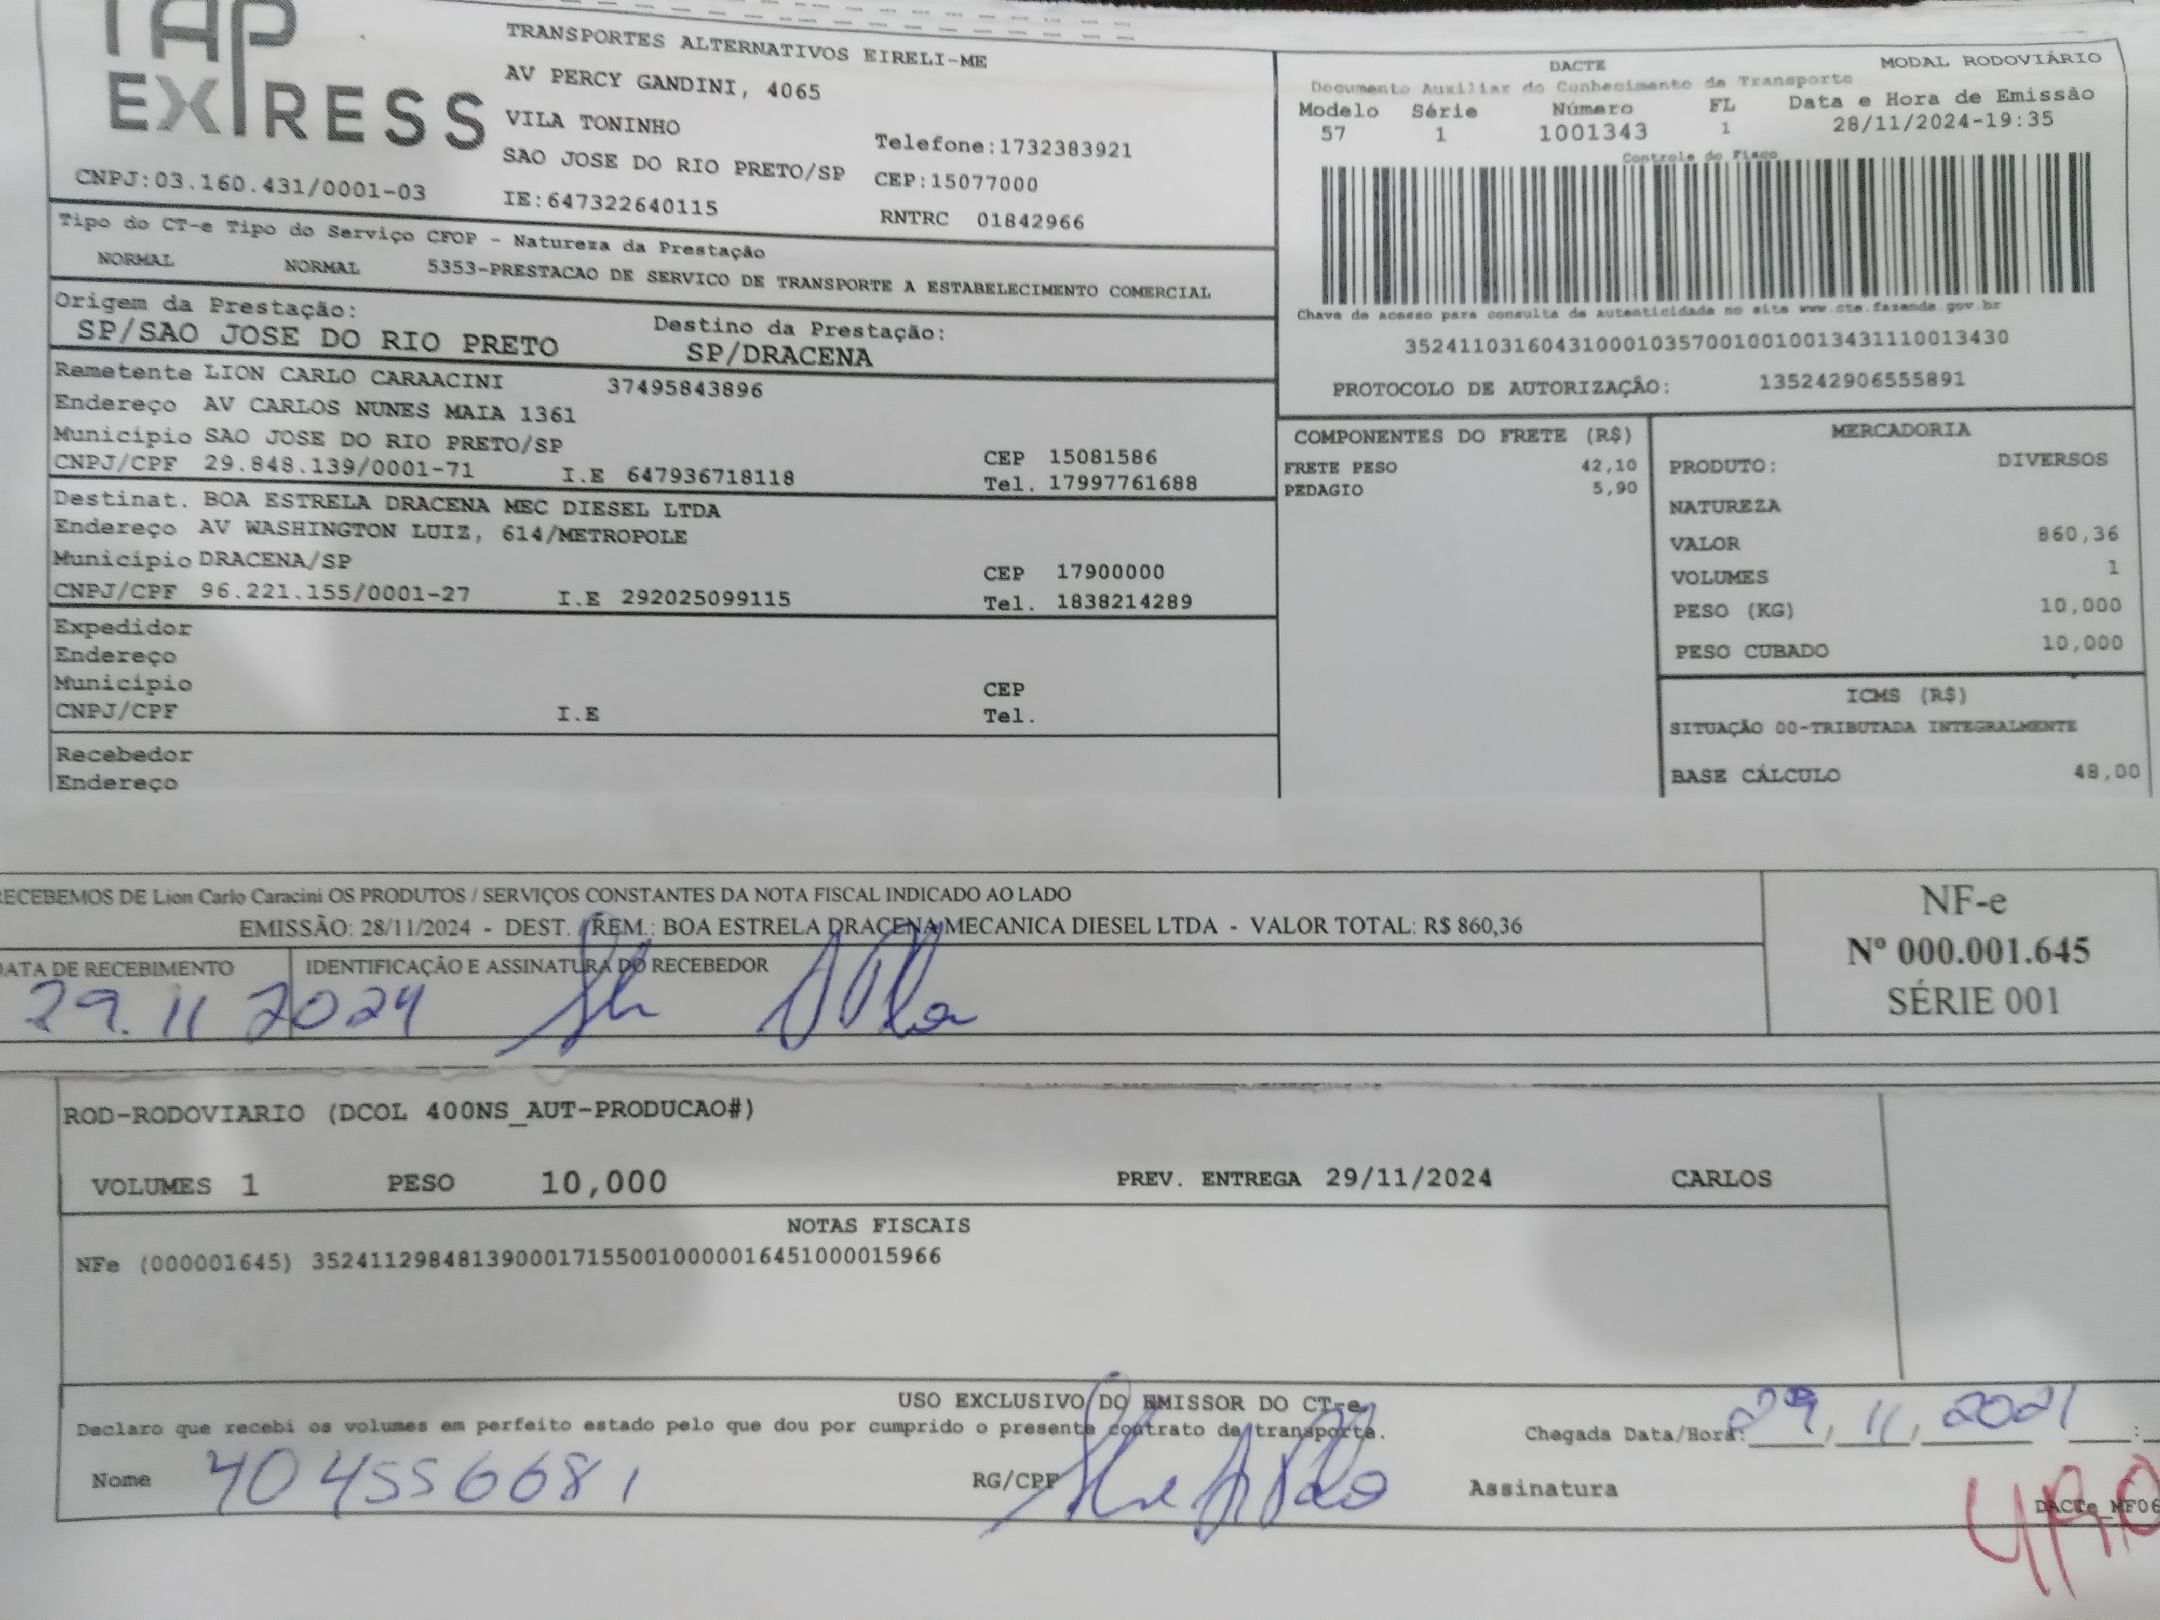 TAP
EXPRESS
TRANSPORTES ALTERNATIVOS EIRELI-ME
AV PERCY GANDINI, 4065
VILA TONINHO
Telefone:1732383921
SAO JOSE DO RIO PRETO/SP CEP:15077000
CNPJ:03.160.431/0001-03 IE:647322640115 RNTRC 01842966
DACTE MODAL RODOVIÁRIO
Documento Auxiliar do Conhecimento de Transporte
Modelo Série Número FL Data e Hora de Emissão
57 1 1001343 1 28/11/2024-19:35
Controle do Fisco
Chave de acesso para consulta de autenticidade no site www.cte.fazenda.gov.br
35241103160431000103570010010013431110013430
PROTOCOLO DE AUTORIZAÇÃO: 135242906555891
Tipo do CT-e Tipo do Serviço CFOP - Natureza da Prestação
NORMAL NORMAL 5353-PRESTACAO DE SERVICO DE TRANSPORTE A ESTABELECIMENTO COMERCIAL
Origem da Prestação: Destino da Prestação:
SP/SAO JOSE DO RIO PRETO SP/DRACENA
Remetente LION CARLO CARAACINI 37495843896
Endereço AV CARLOS NUNES MAIA 1361
Município SAO JOSE DO RIO PRETO/SP CEP 15081586
CNPJ/CPF 29.848.139/0001-71 I.E 647936718118 Tel. 17997761688
Destinat. BOA ESTRELA DRACENA MEC DIESEL LTDA
Endereço AV WASHINGTON LUIZ, 614/METROPOLE
Município DRACENA/SP CEP 17900000
CNPJ/CPF 96.221.155/0001-27 I.E 292025099115 Tel. 1838214289
Expedidor
Endereço
Município CEP
CNPJ/CPF I.E Tel.
Recebedor
Endereço
COMPONENTES DO FRETE (R$)
FRETE PESO 42,10
PEDAGIO 5,90
MERCADORIA
PRODUTO: DIVERSOS
NATUREZA
VALOR 860,36
VOLUMES 1
PESO (KG) 10,000
PESO CUBADO 10,000
ICMS (R$)
SITUAÇÃO 00-TRIBUTADA INTEGRALMENTE
BASE CÁLCULO 48,00
RECEBEMOS DE Lion Carlo Caracini OS PRODUTOS / SERVIÇOS CONSTANTES DA NOTA FISCAL INDICADO AO LADO
EMISSÃO: 28/11/2024 - DEST. / REM.: BOA ESTRELA DRACENA MECANICA DIESEL LTDA - VALOR TOTAL: R$ 860,36
DATA DE RECEBIMENTO IDENTIFICAÇÃO E ASSINATURA DO RECEBEDOR
29.11 2024
NF-e
Nº 000.001.645
SÉRIE 001
ROD-RODOVIARIO (DCOL 400NS_AUT-PRODUCAO#)
VOLUMES 1 PESO 10,000 PREV. ENTREGA 29/11/2024 CARLOS
NOTAS FISCAIS
NFe (000001645) 35241129848139000171550010000016451000015966
USO EXCLUSIVO DO EMISSOR DO CT-e
Declaro que recebi os volumes em perfeito estado pelo que dou por cumprido o presente contrato de transporte. Chegada Data/Hora: 29, 11, 2021
Nome 404556681 RG/CPF Assinatura
DACTe_MF06